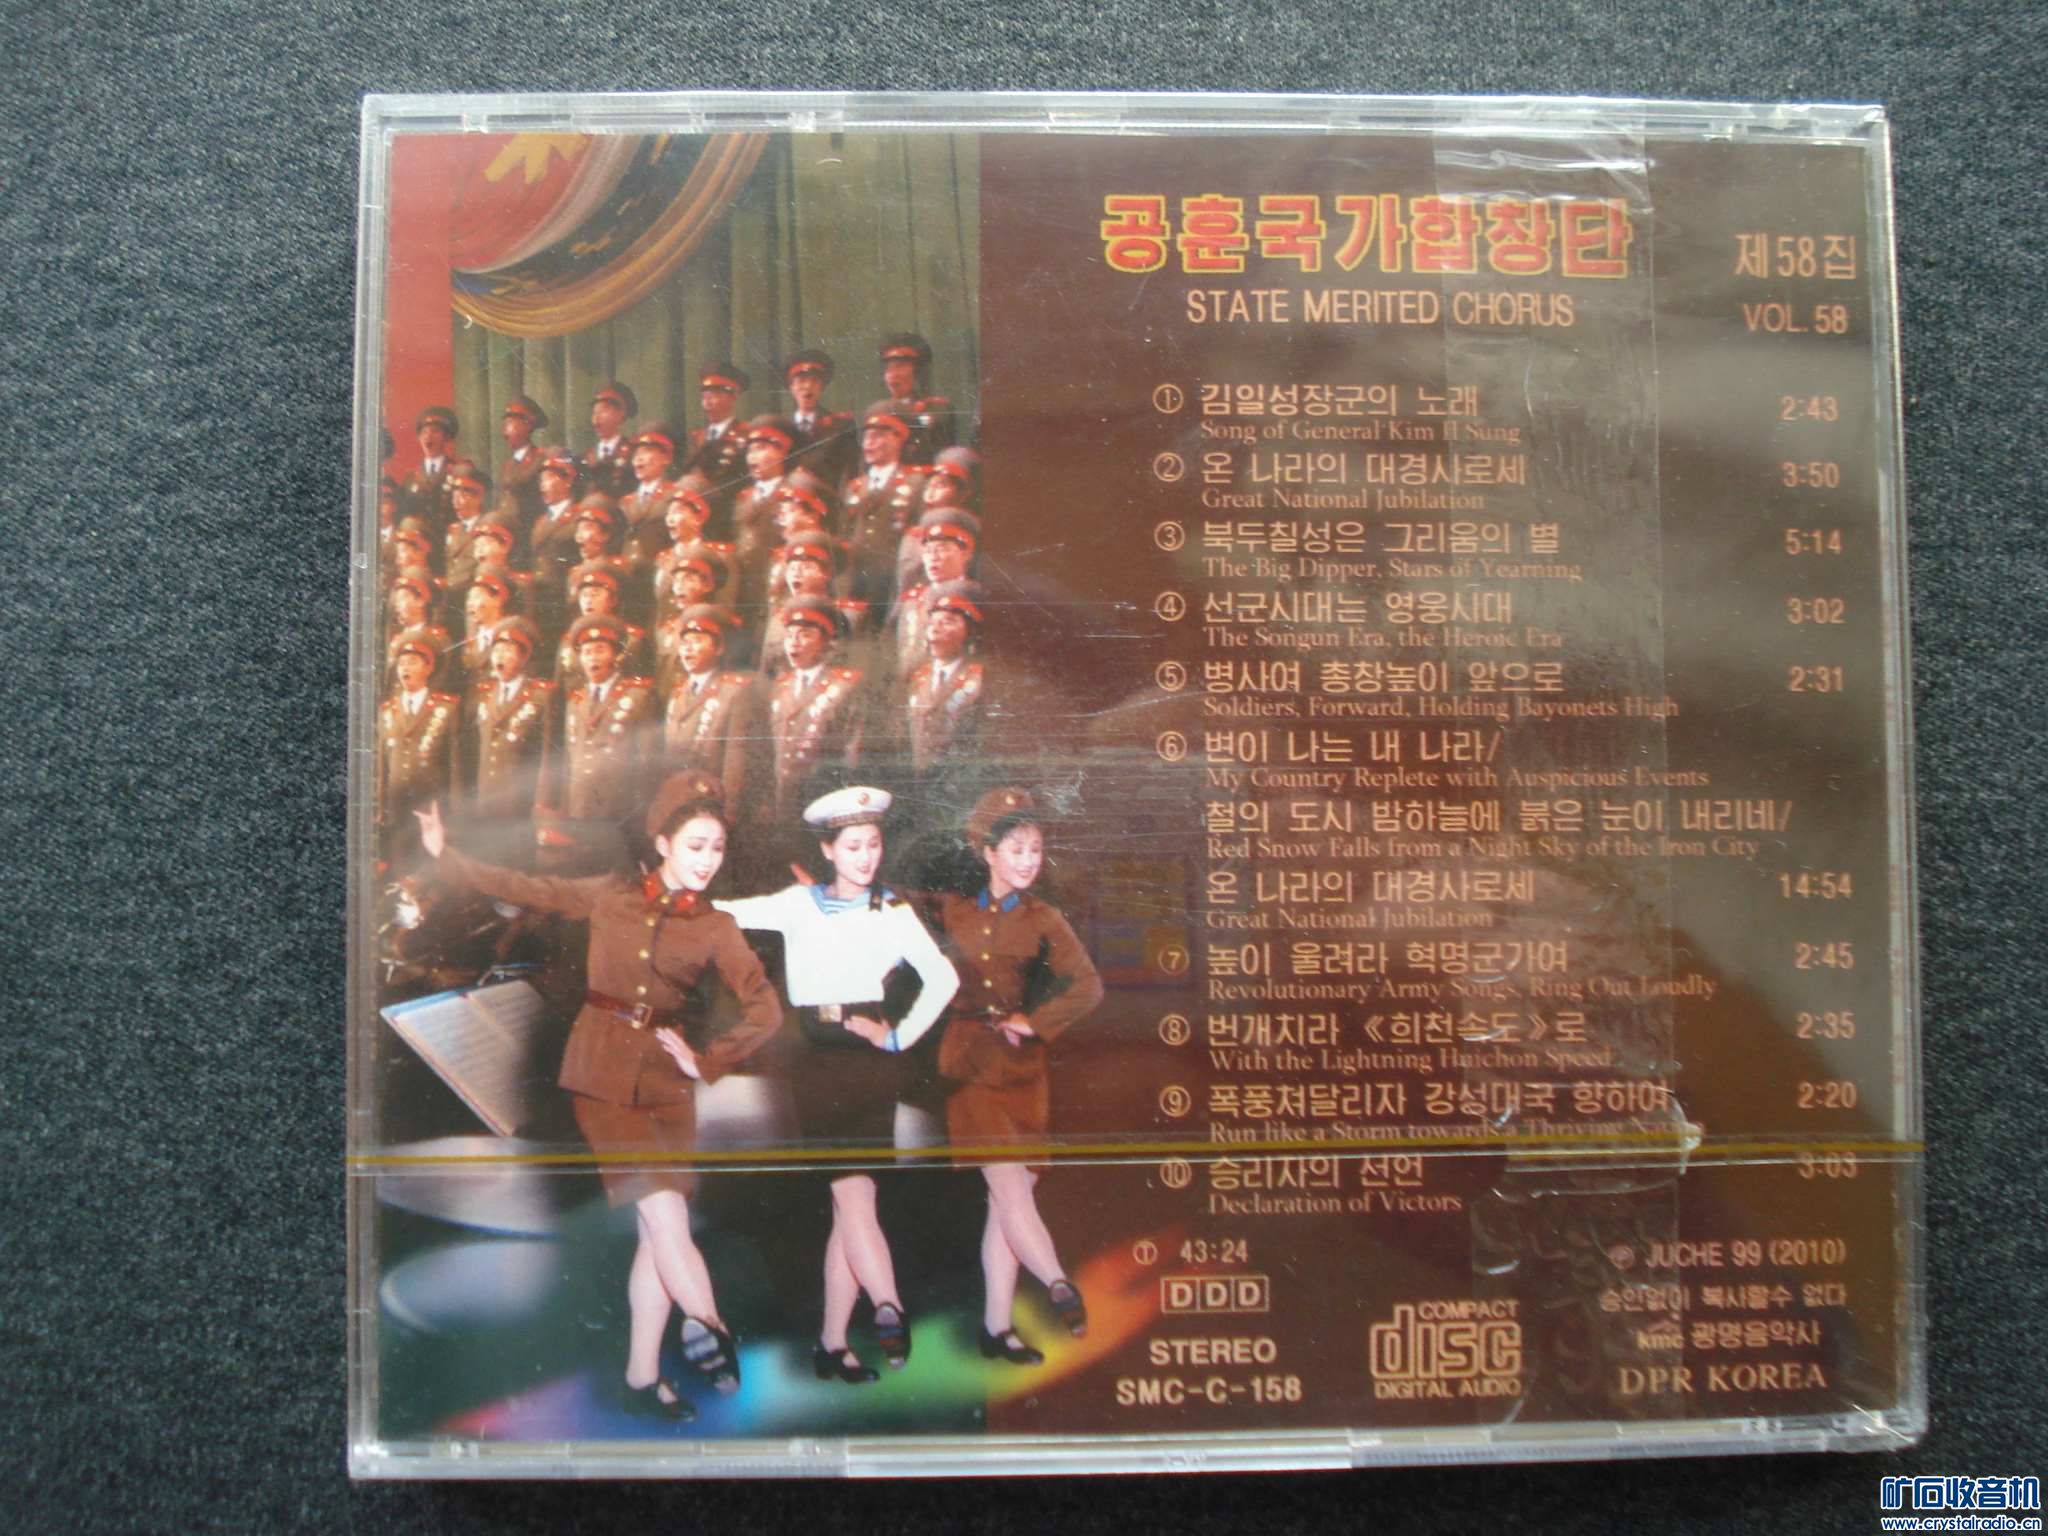 공훈국가합창단
제58집
STATE MERITED CHORUS
VOL. 58
① 김일성장군의 노래 2:43
Song of General Kim Il Sung
② 온 나라의 대경사로세 3:50
Great National Jubilation
③ 북두칠성은 그리움의 별 5:14
The Big Dipper, Stars of Yearning
④ 선군시대는 영웅시대 3:02
The Songun Era, the Heroic Era
⑤ 병사여 총창높이 앞으로 2:31
Soldiers, Forward, Holding Bayonets High
⑥ 변이 나는 내 나라/
My Country Replete with Auspicious Events
철의 도시 밤하늘에 붉은 눈이 내리네/
Red Snow Falls from a Night Sky of the Iron City
온 나라의 대경사로세 14:54
Great National Jubilation
⑦ 높이 울려라 혁명군가여 2:45
Revolutionary Army Songs, Ring Out Loudly
⑧ 번개치라 《희천속도》로 2:35
With the Lightning Huichon Speed
⑨ 폭풍쳐달리자 강성대국 향하여 2:20
Run like a Storm towards a Thriving Nation
⑩ 승리자의 선언 3:03
Declaration of Victors
Ⓣ 43:24
℗ JUCHE 99 (2010)
DDD
승인없이 복사할수 없다
STEREO
COMPACT
disc
DIGITAL AUDIO
kmc 광명음악사
SMC-C-158
DPR KOREA
矿石收音机
www.crystalradio.cn